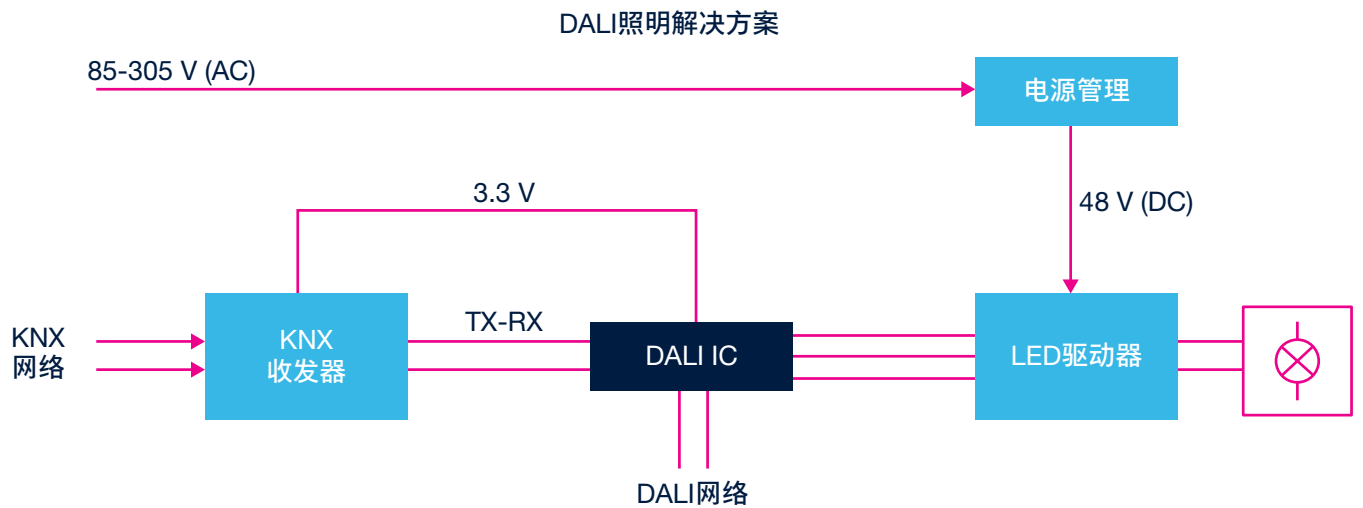 DALI照明解决方案
85-305 V (AC)
电源管理
3.3 V
48 V (DC)
KNX
网络
KNX
收发器
TX-RX
DALI IC
LED驱动器
DALI网络